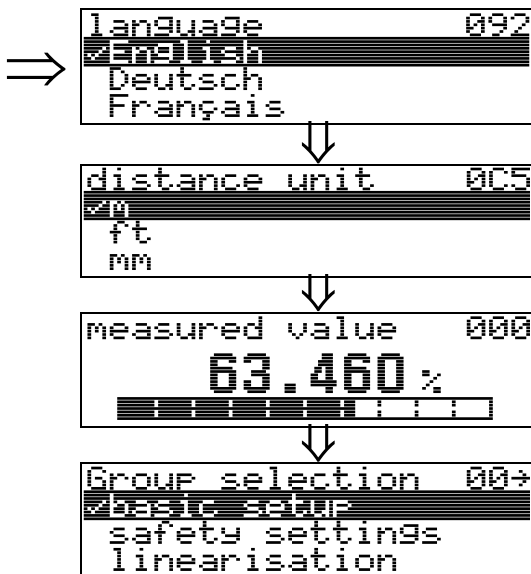 language 092
✓English
Deutsch
Français
distance unit 0C5
✓m
ft
mm
measured value 000
63.460 %
Group selection 00→
✓basic setup
safety settings
linearisation